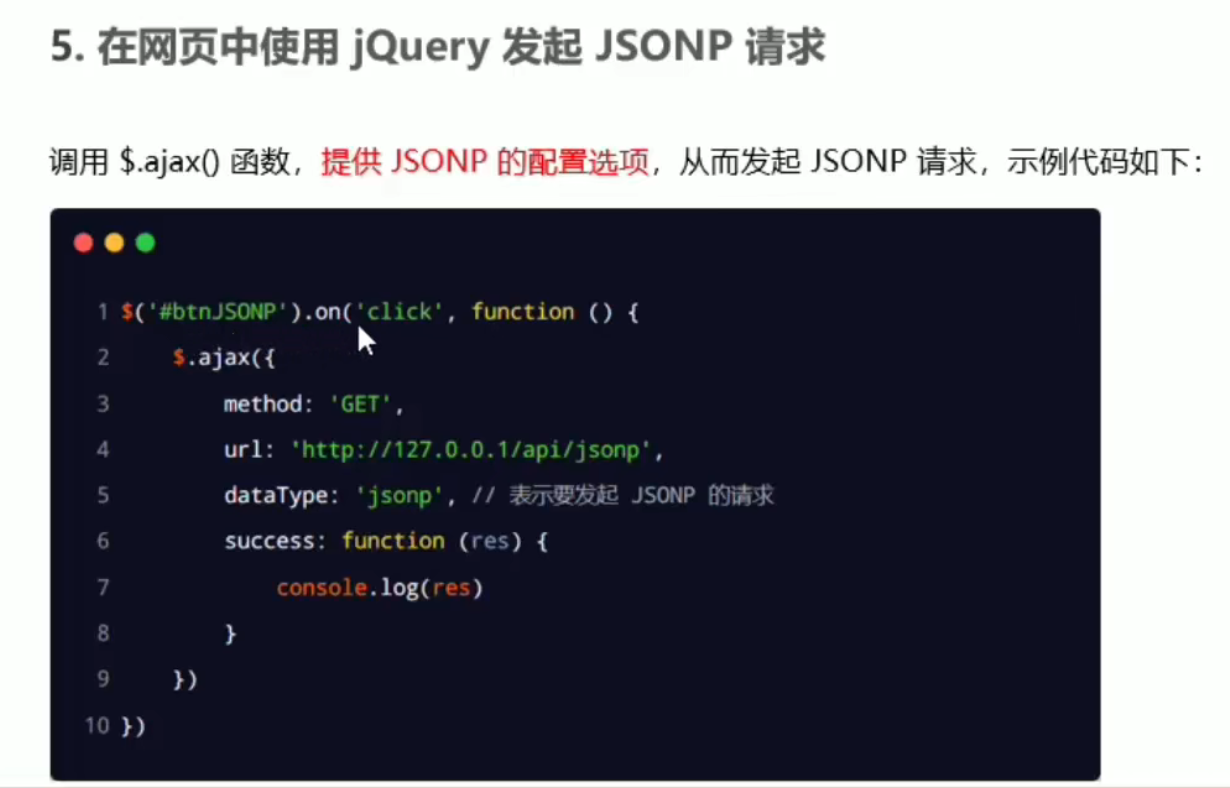 5. 在网页中使用 jQuery 发起 JSONP 请求
调用 $.ajax() 函数，提供 JSONP 的配置选项，从而发起 JSONP 请求，示例代码如下：
1 $('#btnJSONP').on('click', function () {
2     $.ajax({
3         method: 'GET',
4         url: 'http://127.0.0.1/api/jsonp',
5         dataType: 'jsonp', // 表示要发起 JSONP 的请求
6         success: function (res) {
7             console.log(res)
8         }
9     })
10 })